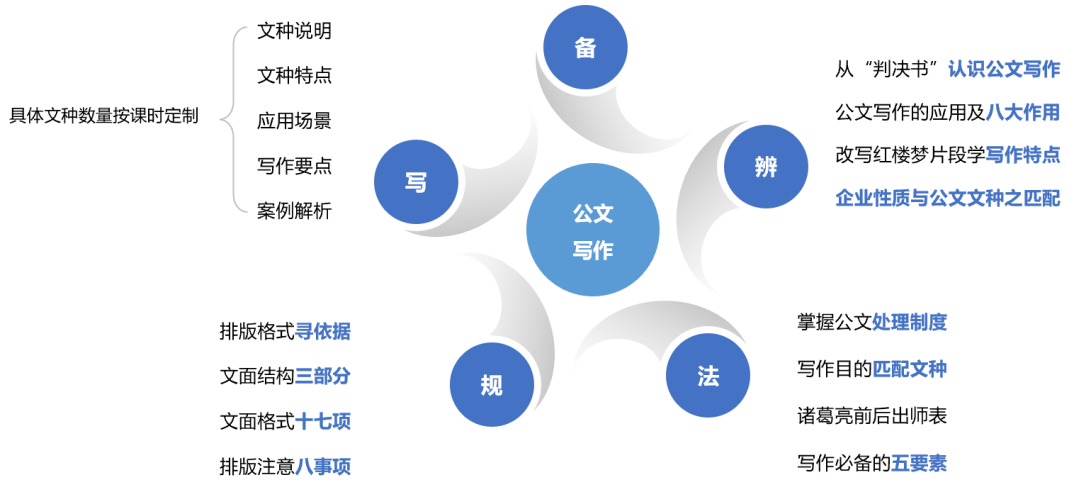 备
从“判决书”认识公文写作
公文写作的应用及八大作用
改写红楼梦片段学写作特点
企业性质与公文文种之匹配
辨
掌握公文处理制度
写作目的匹配文种
诸葛亮前后出师表
写作必备的五要素
法
规
排版格式寻依据
文面结构三部分
文面格式十七项
排版注意八事项
写
具体文种数量按课时定制
文种说明
文种特点
应用场景
写作要点
案例解析
公文
写作